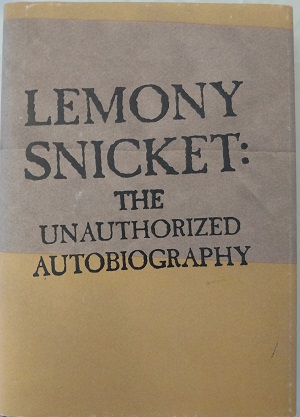 LEMONY
SNICKET:
THE
UNAUTHORIZED
AUTOBIOGRAPHY